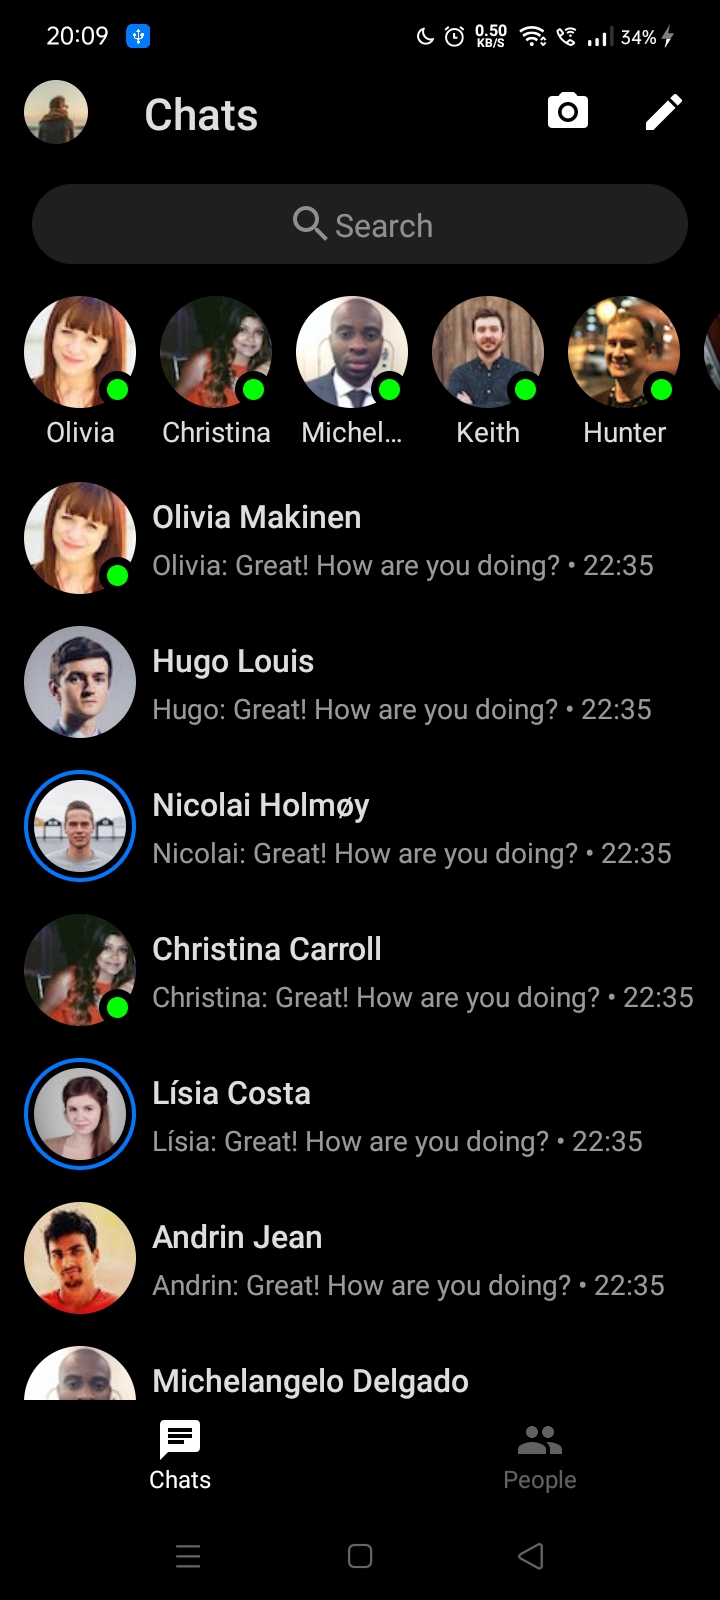 20:09
0.50
KB/S
34%
Chats
Search
Olivia Christina Michel... Keith Hunter
Olivia Makinen
Olivia: Great! How are you doing? • 22:35
Hugo Louis
Hugo: Great! How are you doing? • 22:35
Nicolai Holmøy
Nicolai: Great! How are you doing? • 22:35
Christina Carroll
Christina: Great! How are you doing? • 22:35
Lísia Costa
Lísia: Great! How are you doing? • 22:35
Andrin Jean
Andrin: Great! How are you doing? • 22:35
Michelangelo Delgado
Chats People